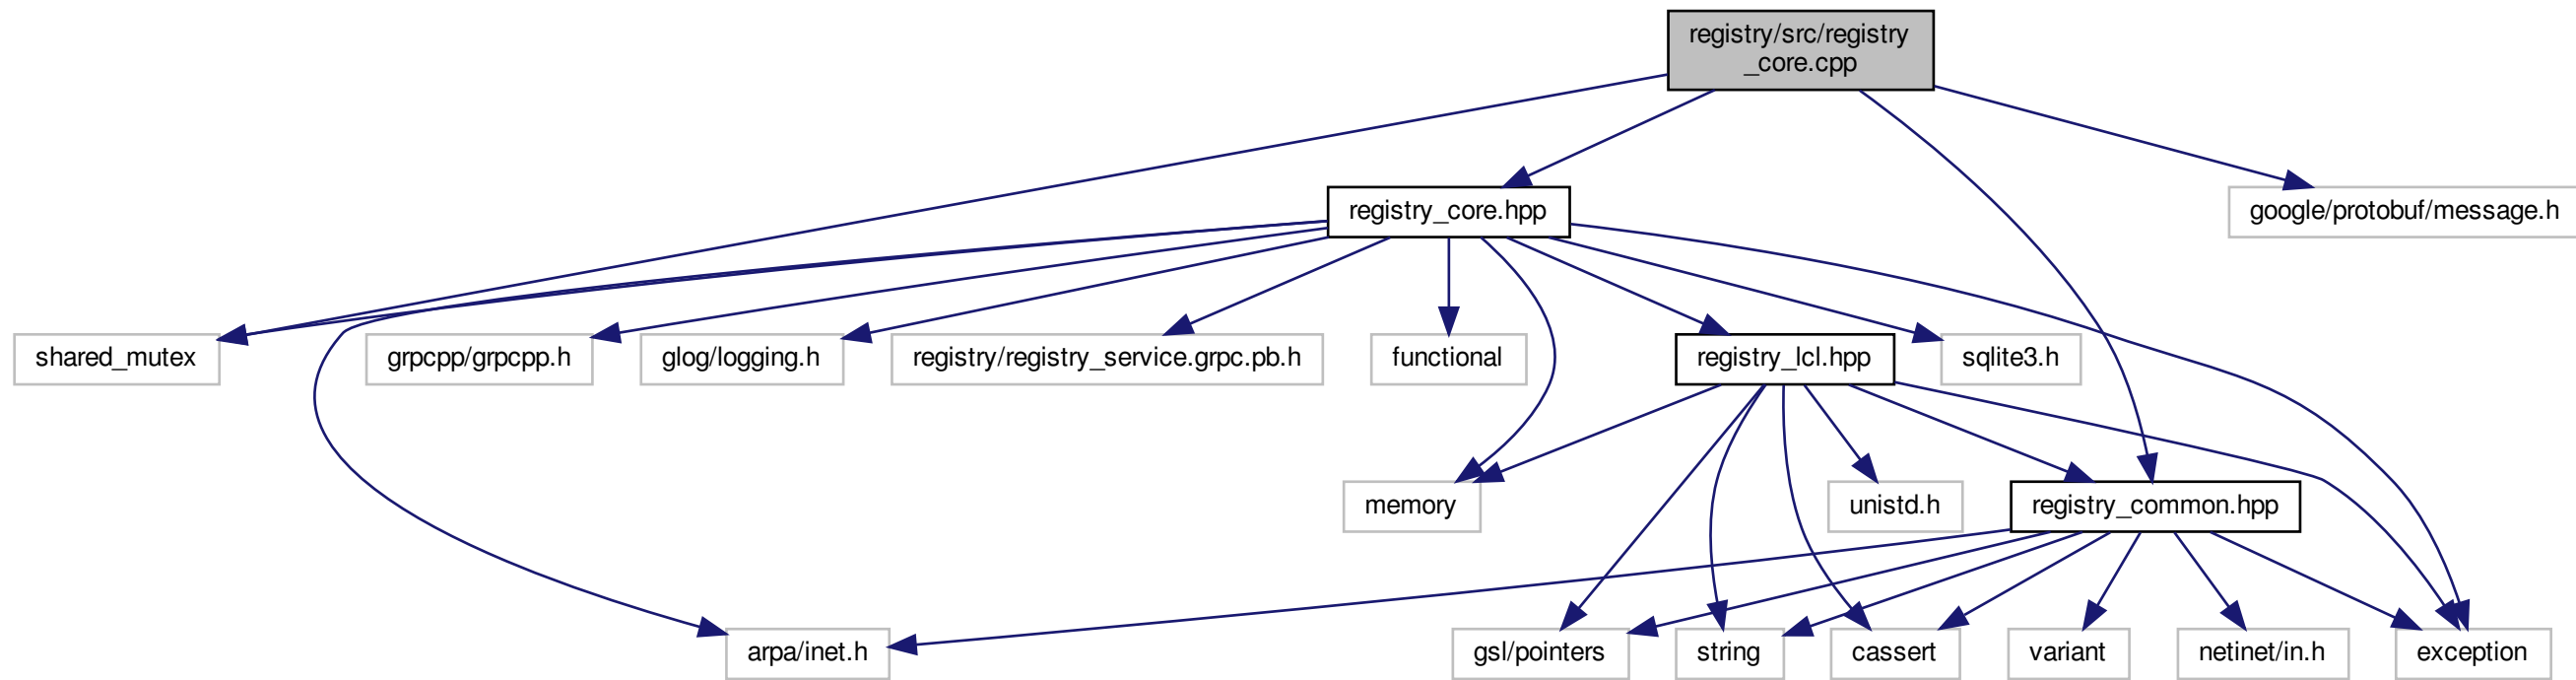 registry/src/registry
_core.cpp
registry_core.hpp
google/protobuf/message.h
shared_mutex
grpcpp/grpcpp.h
glog/logging.h
registry/registry_service.grpc.pb.h
functional
registry_lcl.hpp
sqlite3.h
memory
unistd.h
registry_common.hpp
arpa/inet.h
gsl/pointers
string
cassert
variant
netinet/in.h
exception